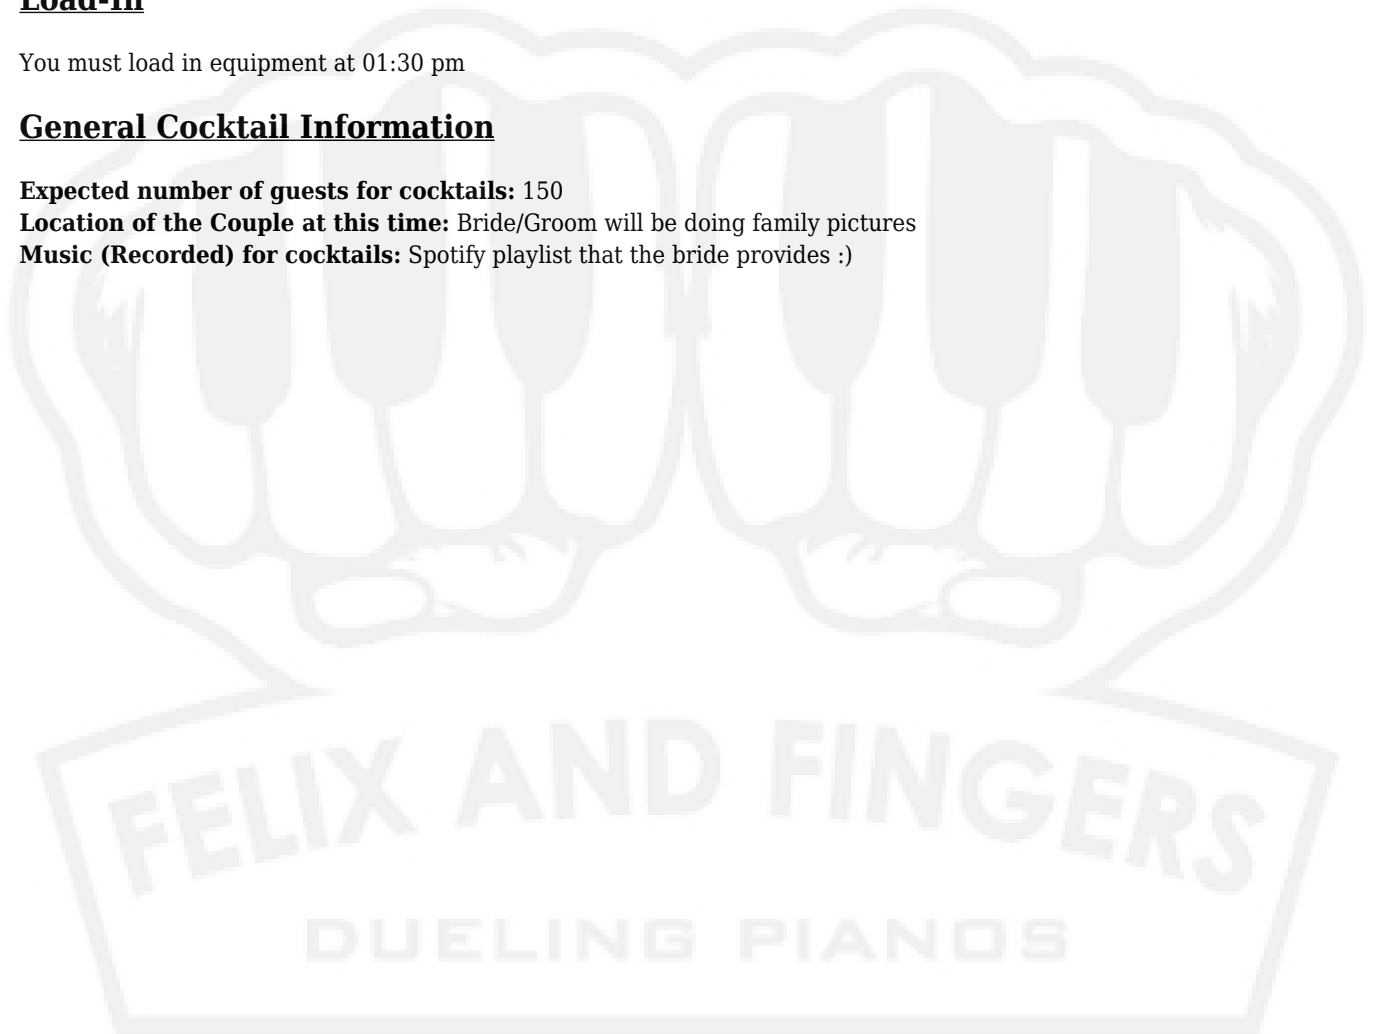 Load-In
You must load in equipment at 01:30 pm
General Cocktail Information
Expected number of guests for cocktails: 150
Location of the Couple at this time: Bride/Groom will be doing family pictures
Music (Recorded) for cocktails: Spotify playlist that the bride provides :)
FELIX AND FINGERS
DUELING PIANOS